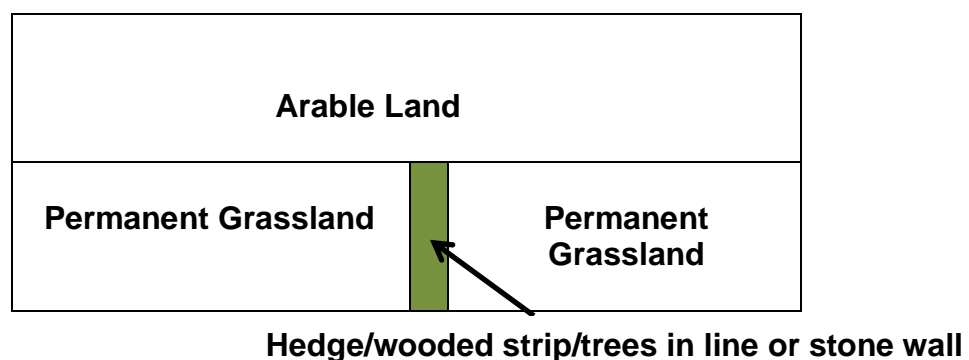 Arable Land
Permanent Grassland
Permanent
Grassland
Hedge/wooded strip/trees in line or stone wall